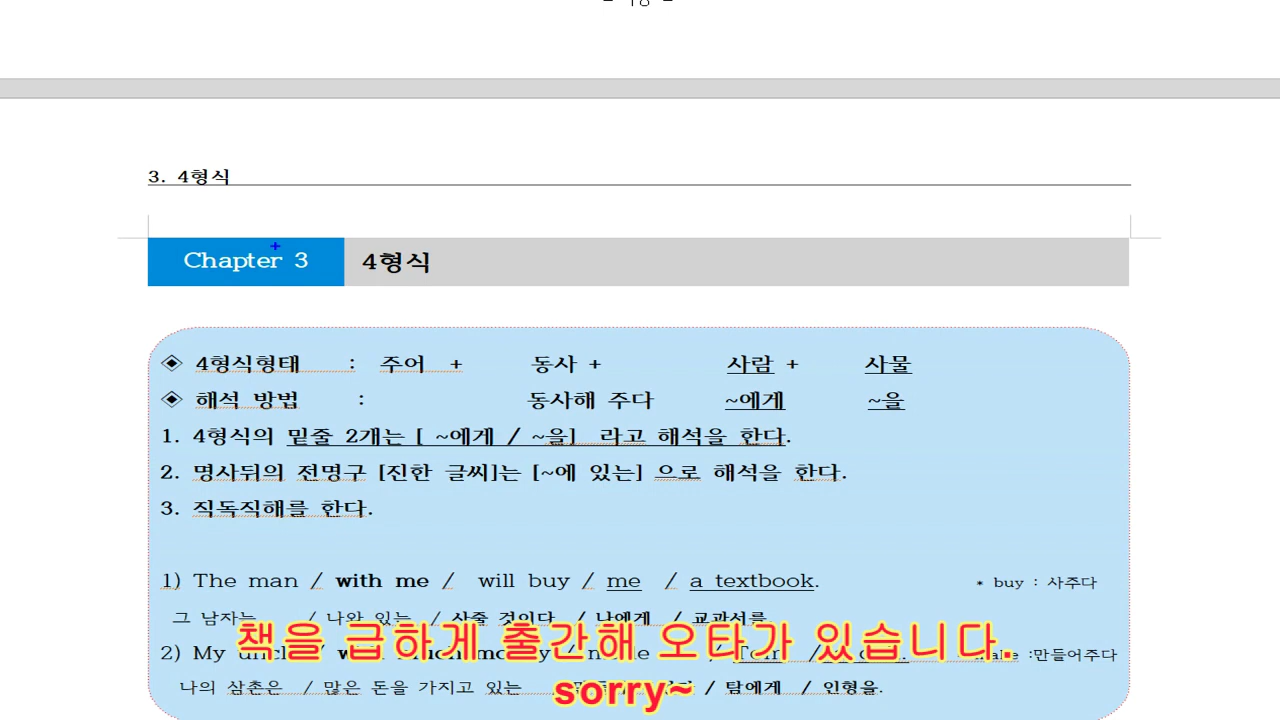 3. 4형식
Chapter 3 4형식
◈ 4형식형태 : 주어 + 동사 + 사람 + 사물
◈ 해석 방법 : 동사해 주다 ~에게 ~을
1. 4형식의 밑줄 2개는 [ ~에게 / ~을] 라고 해석을 한다.
2. 명사뒤의 전명구 [진한 글씨]는 [~에 있는] 으로 해석을 한다.
3. 직독직해를 한다.
1) The man / with me / will buy / me / a textbook. * buy : 사주다
그 남자는 / 나와 있는 / 사줄 것인다 / 나에게 / 교과서를.
책을 급하게 출간해 오타가 있습니다.
2) My / / Tom / :만들어주다
나의 삼촌은 / 많은 돈을 가지고 있는 / 탐에게 / 인형을.
sorry~